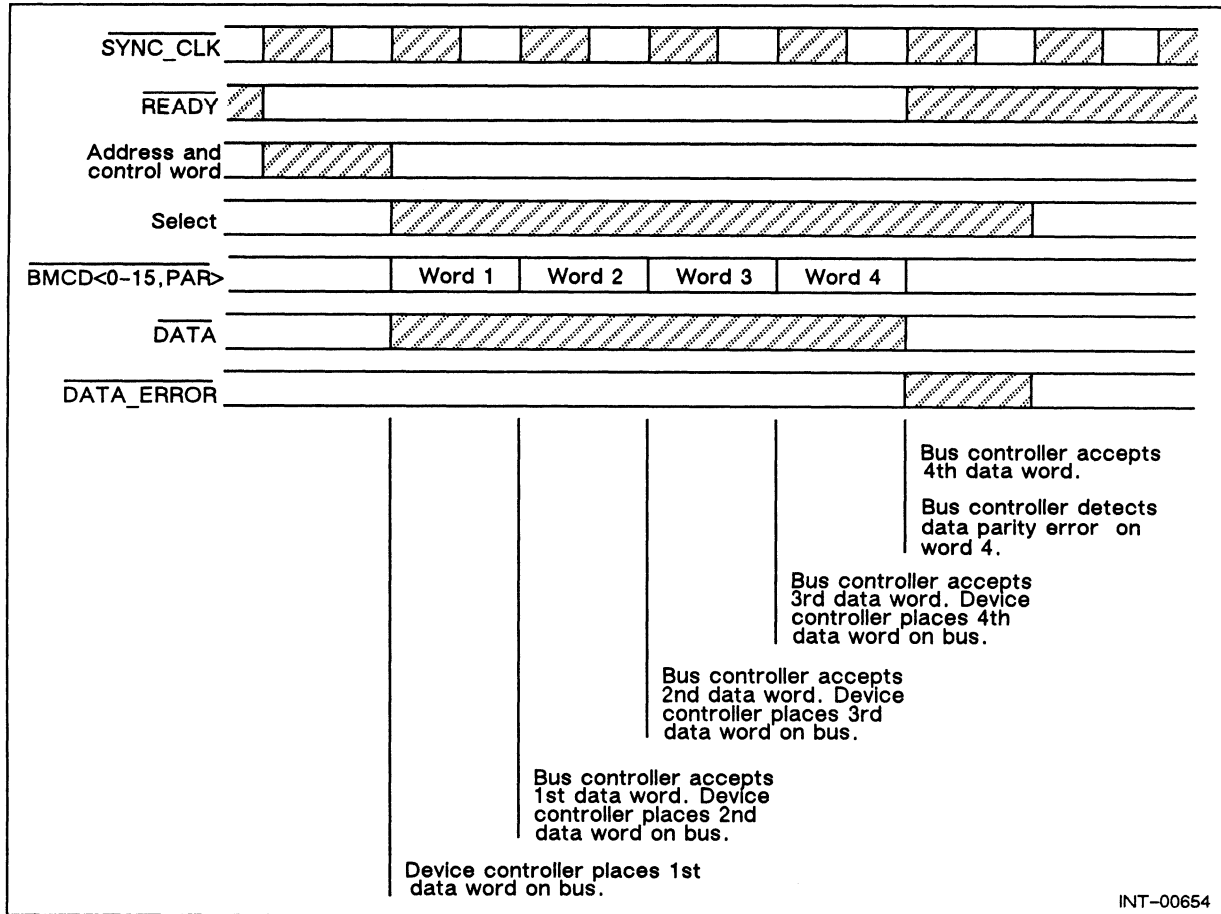 SYNC_CLK
READY
Address and
control word
Select
BMCD<0-15,PAR>
Word 1
Word 2
Word 3
Word 4
DATA
DATA_ERROR
Bus controller accepts
4th data word.
Bus controller detects
data parity error on
word 4.
Bus controller accepts
3rd data word. Device
controller places 4th
data word on bus.
Bus controller accepts
2nd data word. Device
controller places 3rd
data word on bus.
Bus controller accepts
1st data word. Device
controller places 2nd
data word on bus.
Device controller places 1st
data word on bus.
INT-00654